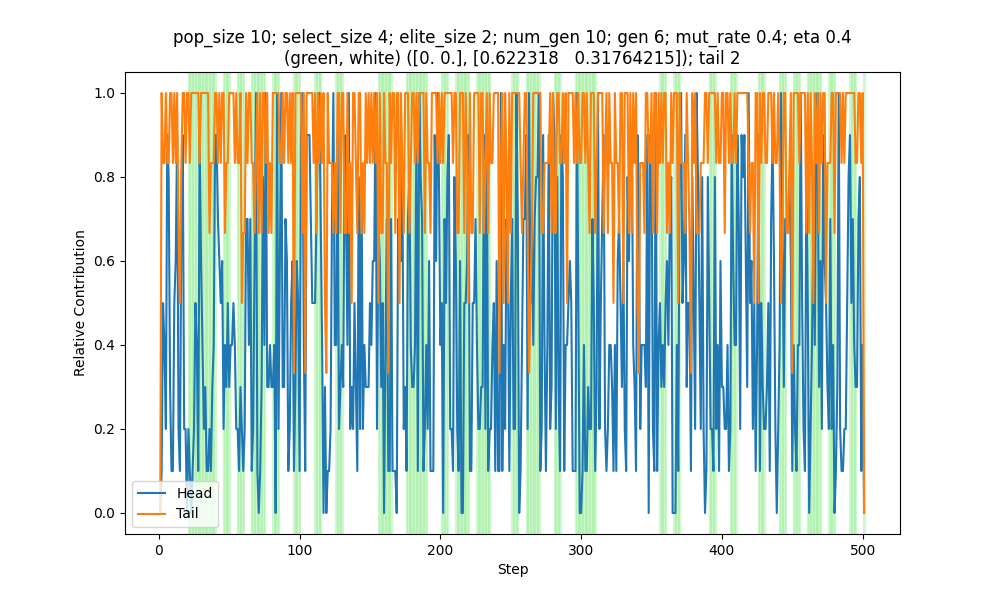 pop_size 10; select_size 4; elite_size 2; num_gen 10; gen 6; mut_rate 0.4; eta 0.4
(green, white) ([0. 0.], [0.622318   0.31764215]); tail 2
Relative Contribution
1.0
0.8
0.6
0.4
0.2
0.0
Head
Tail
0
100
200
300
400
500
Step